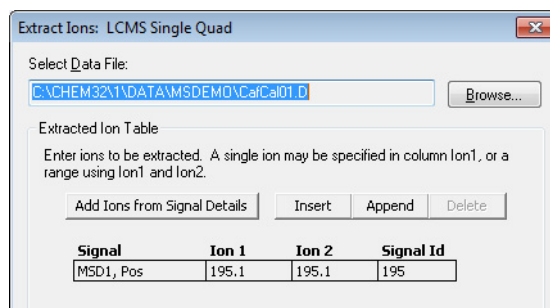 Extract Ions: LCMS Single Quad
Select Data File:
C:\CHEM32\1\DATA\MSDEMO\CafCal01.D
Browse...
Extracted Ion Table
Enter ions to be extracted. A single ion may be specified in column Ion1, or a
range using Ion1 and Ion2.
Add Ions from Signal Details Insert Append Delete
Signal Ion 1 Ion 2 Signal Id
MSD1, Pos 195.1 195.1 195